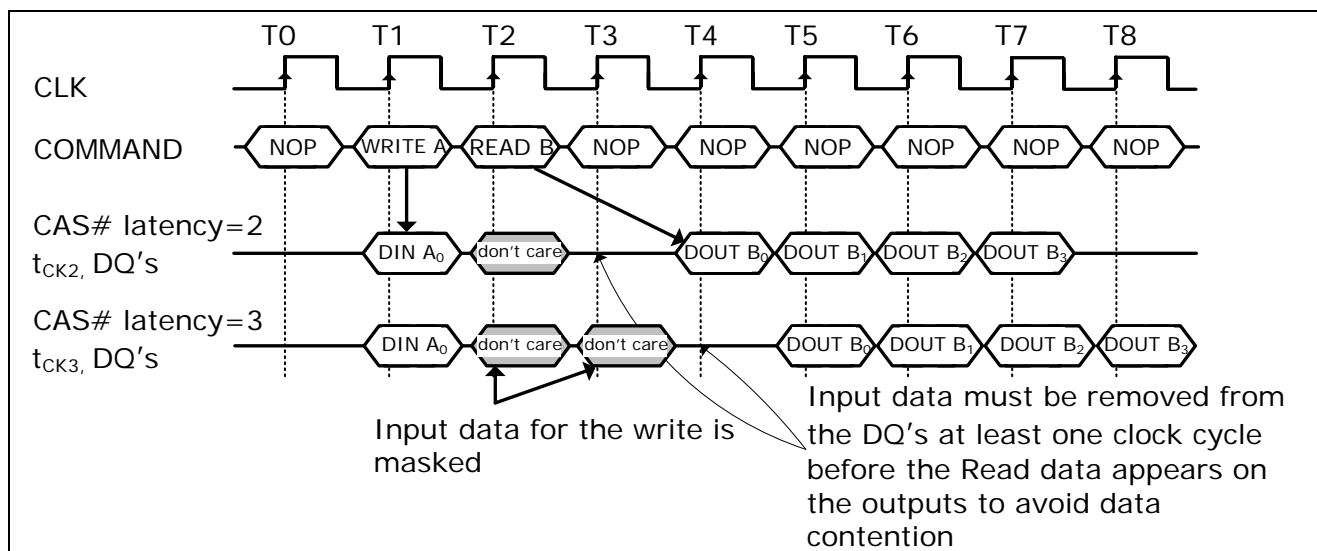 T0 T1 T2 T3 T4 T5 T6 T7 T8
CLK
COMMAND NOP WRITE A READ B NOP NOP NOP NOP NOP NOP
CAS# latency=2
tCK2, DQ's DIN A0 don't care DOUT B0 DOUT B1 DOUT B2 DOUT B3
CAS# latency=3
tCK3, DQ's DIN A0 don't care don't care DOUT B0 DOUT B1 DOUT B2 DOUT B3
Input data for the write is
masked
Input data must be removed from
the DQ's at least one clock cycle
before the Read data appears on
the outputs to avoid data
contention